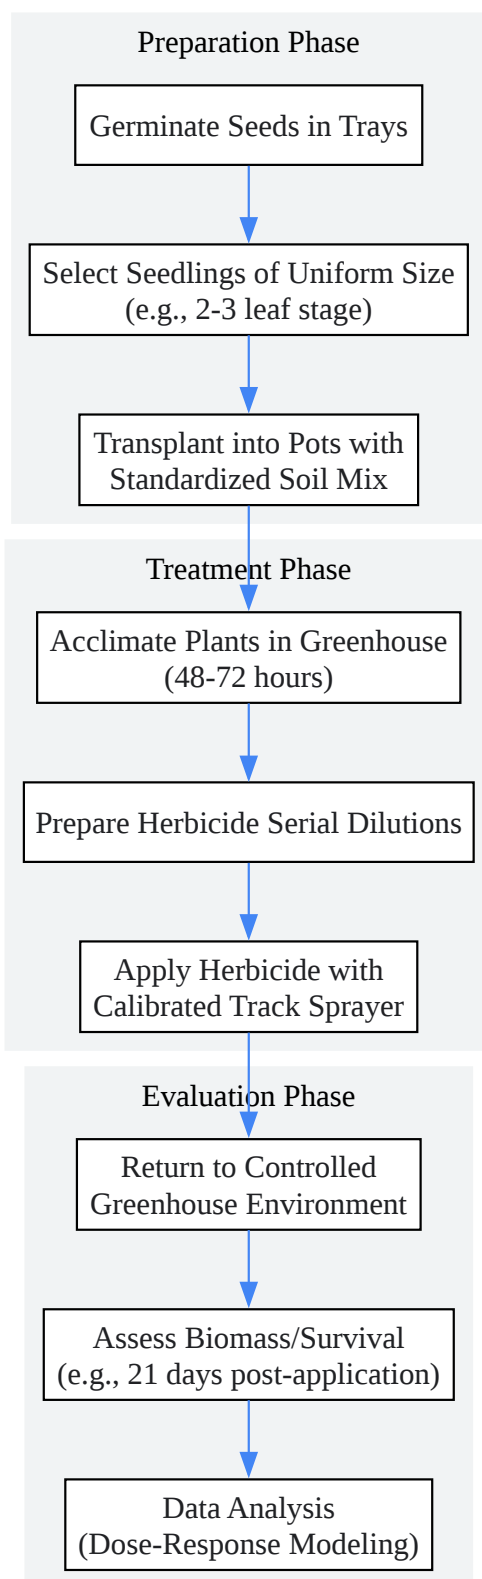 Preparation Phase
Germinate Seeds in Trays
Select Seedlings of Uniform Size
(e.g., 2-3 leaf stage)
Transplant into Pots with
Standardized Soil Mix
Treatment Phase
Acclimate Plants in Greenhouse
(48-72 hours)
Prepare Herbicide Serial Dilutions
Apply Herbicide with
Calibrated Track Sprayer
Evaluation Phase
Return to Controlled
Greenhouse Environment
Assess Biomass/Survival
(e.g., 21 days post-application)
Data Analysis
(Dose-Response Modeling)